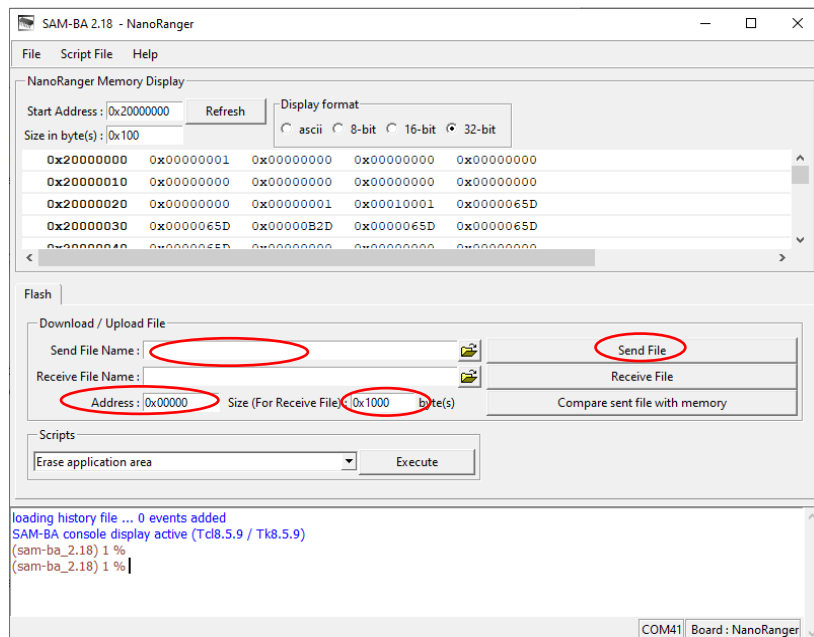 SAM-BA 2.18 - NanoRanger
File Script File Help
NanoRanger Memory Display
Start Address : 0x20000000 Refresh
Display format
Size in byte(s) : 0x100
ascii 8-bit 16-bit 32-bit
0x20000000 0x00000001 0x00000000 0x00000000 0x00000000
0x20000010 0x00000000 0x00000000 0x00000000 0x00000000
0x20000020 0x00000000 0x00000001 0x00010001 0x0000065D
0x20000030 0x0000065D 0x00000B2D 0x0000065D 0x0000065D
0x20000040 0x0000065D 0x00000000 0x00000000 0x00000000
Flash
Download / Upload File
Send File Name : Send File
Receive File Name : Receive File
Address : 0x00000 Size (For Receive File) : 0x1000 byte(s) Compare sent file with memory
Scripts
Erase application area Execute
loading history file ... 0 events added
SAM-BA console display active (Tcl8.5.9 / Tk8.5.9)
(sam-ba_2.18) 1 %
(sam-ba_2.18) 1 %
COM41 Board : NanoRanger